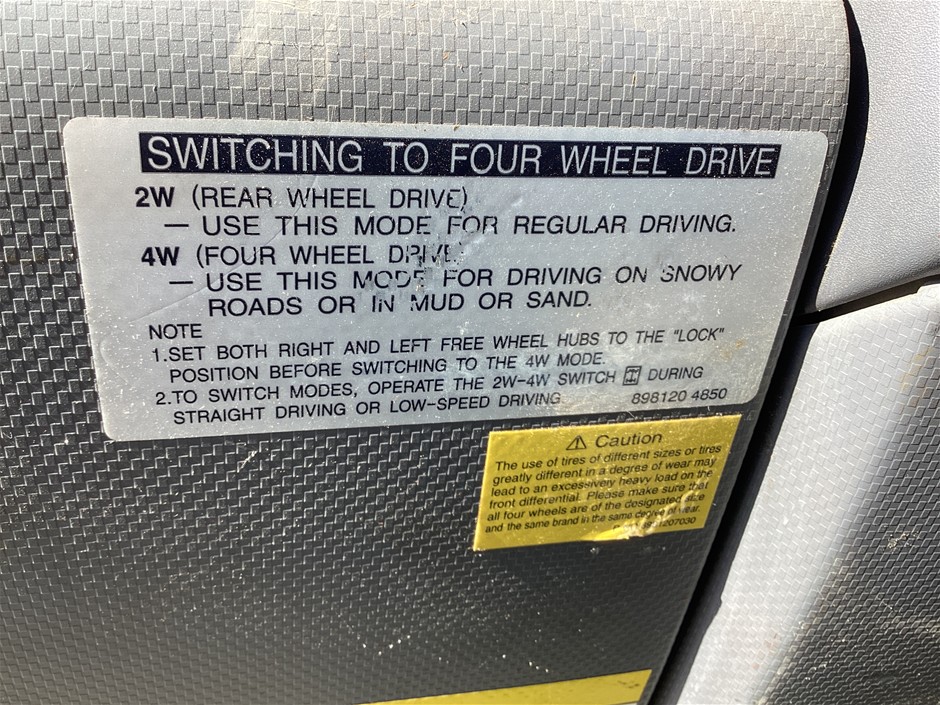 SWITCHING TO FOUR WHEEL DRIVE
2W (REAR WHEEL DRIVE)
— USE THIS MODE FOR REGULAR DRIVING.
4W (FOUR WHEEL DRIVE)
— USE THIS MODE FOR DRIVING ON SNOWY
ROADS OR IN MUD OR SAND.
NOTE
1.SET BOTH RIGHT AND LEFT FREE WHEEL HUBS TO THE "LOCK"
POSITION BEFORE SWITCHING TO THE 4W MODE.
2.TO SWITCH MODES, OPERATE THE 2W-4W SWITCH DURING
STRAIGHT DRIVING OR LOW-SPEED DRIVING
898120 4850
Caution
The use of tires of different sizes or tires
greatly different in a degree of wear may
lead to an excessively heavy load on the
front differential. Please make sure that
all four wheels are of the designated size
and the same brand in the same degree of wear.